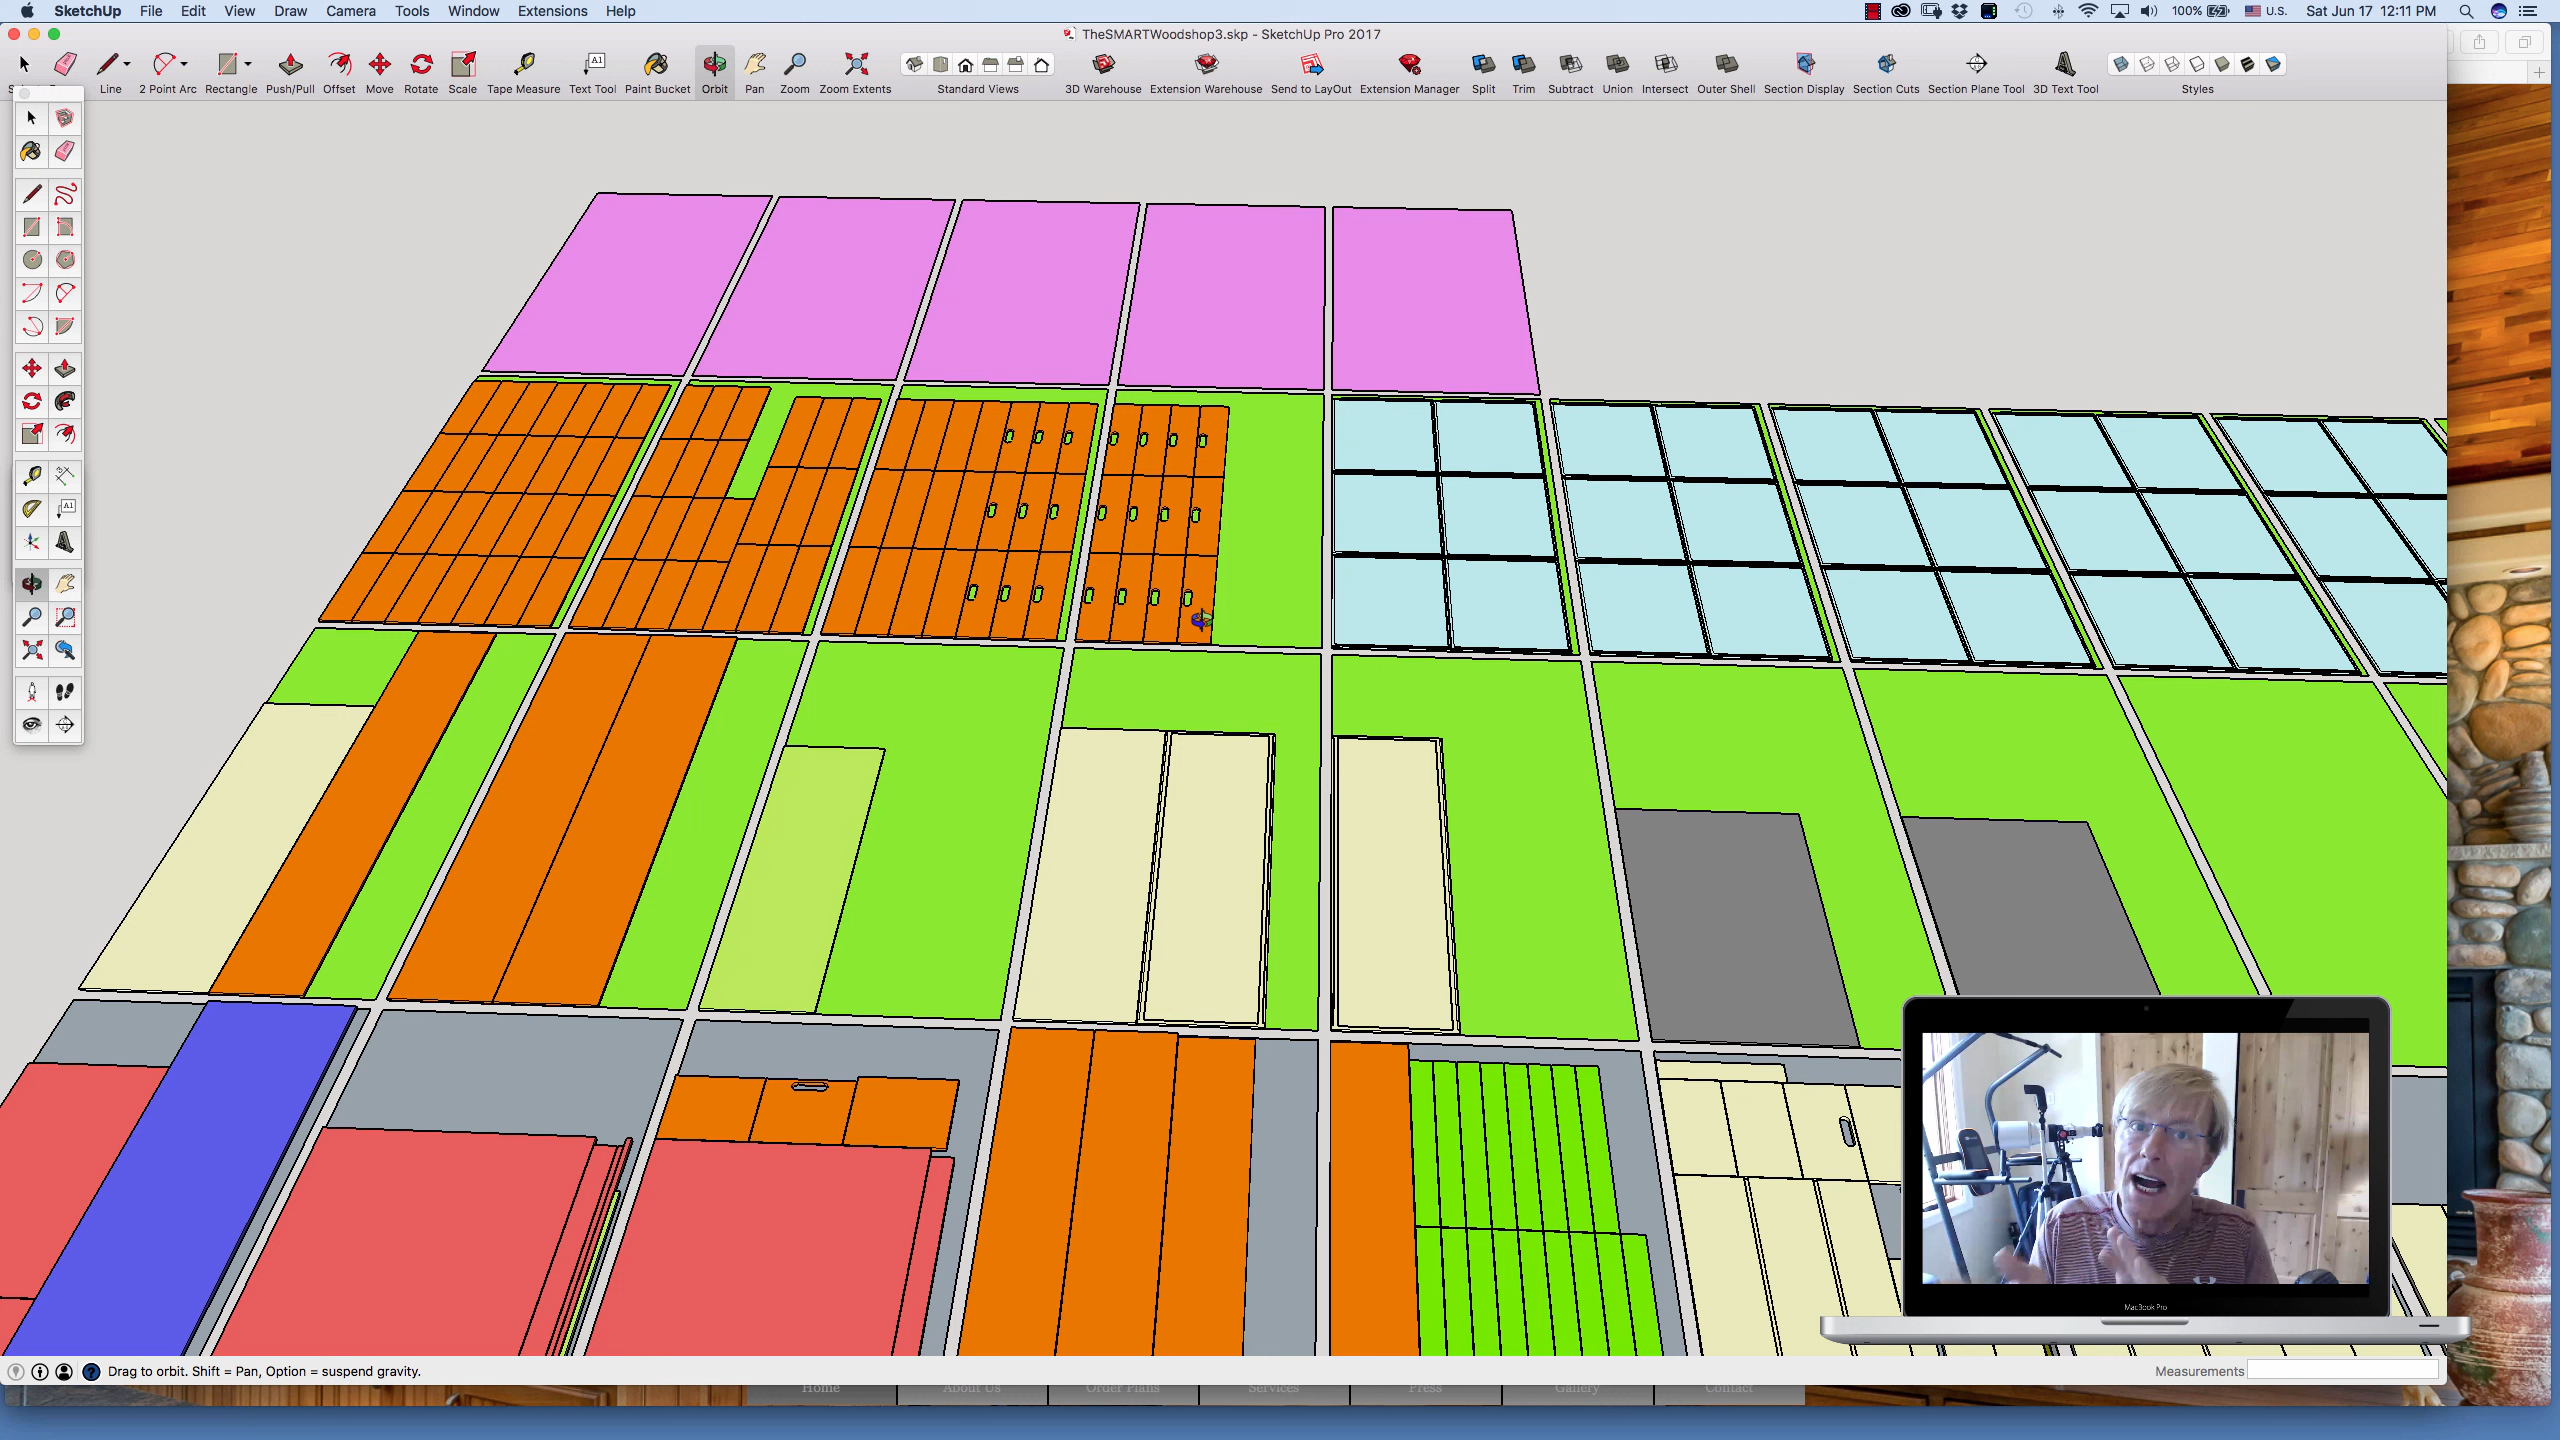 SketchUp File Edit View Draw Camera Tools Window Extensions Help
100% U.S. Sat Jun 17 12:11 PM
TheSMARTWoodshop3.skp - SketchUp Pro 2017
Line 2 Point Arc Rectangle Push/Pull Offset Move Rotate Scale Tape Measure Text Tool Paint Bucket Orbit Pan Zoom Zoom Extents Standard Views 3D Warehouse Extension Warehouse Send to LayOut Extension Manager Split Trim Subtract Union Intersect Outer Shell Section Display Section Cuts Section Plane Tool 3D Text Tool Styles
A1
A1
MacBook Pro
Drag to orbit. Shift = Pan, Option = suspend gravity.
Measurements
Home About Us Order Plans Services Press Gallery Contact